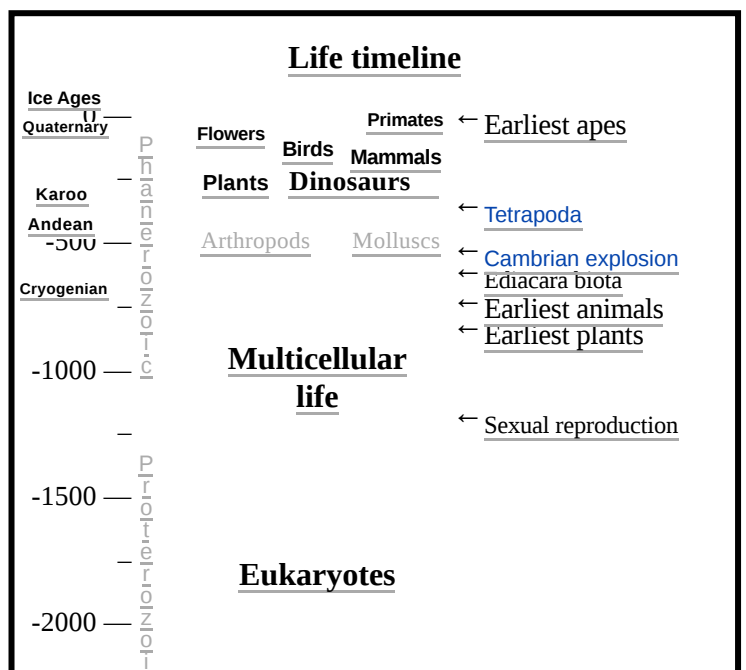 Life timeline
Ice Ages
0 —
Quaternary
Primates
← Earliest apes
Flowers
Birds
Mammals
—
Plants
Dinosaurs
Karoo
← Tetrapoda
Andean
-500 —
Arthropods
Molluscs
← Cambrian explosion
← Ediacara biota
Cryogenian
—
← Earliest animals
← Earliest plants
Phanerozoic
Multicellular
life
-1000 —
← Sexual reproduction
—
-1500 —
—
Eukaryotes
-2000 —
Proterozoi